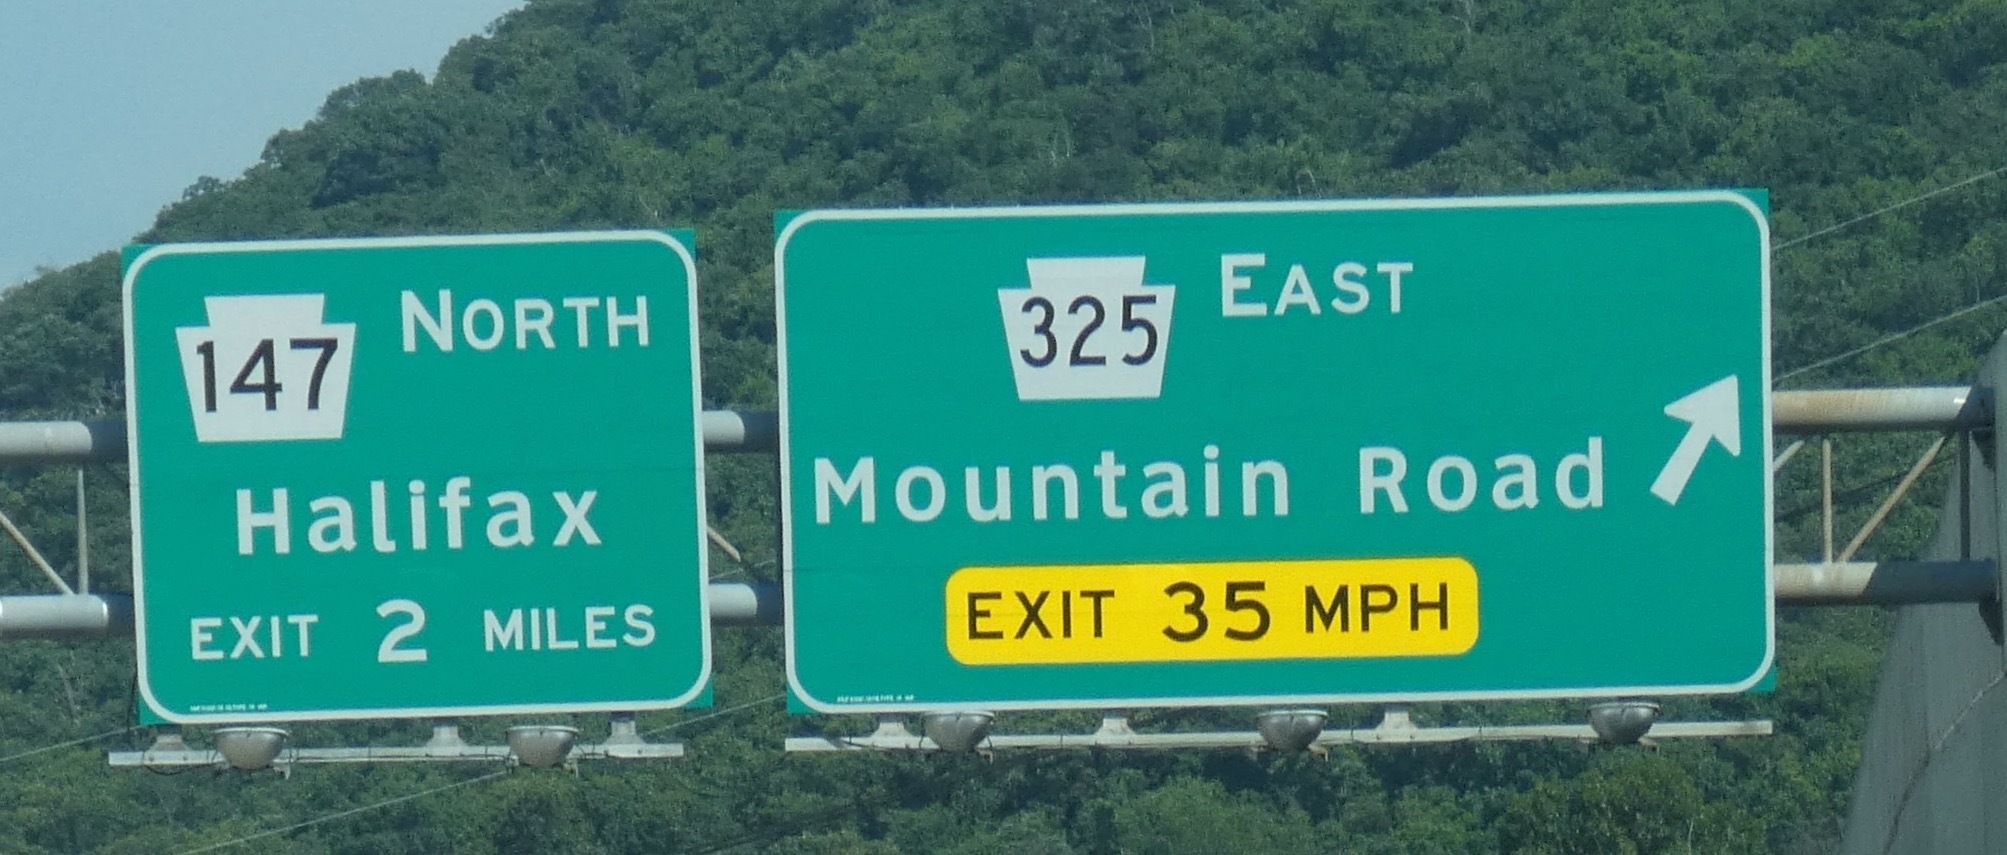 147 NORTH
Halifax
EXIT 2 MILES
325 EAST
Mountain Road
EXIT 35 MPH